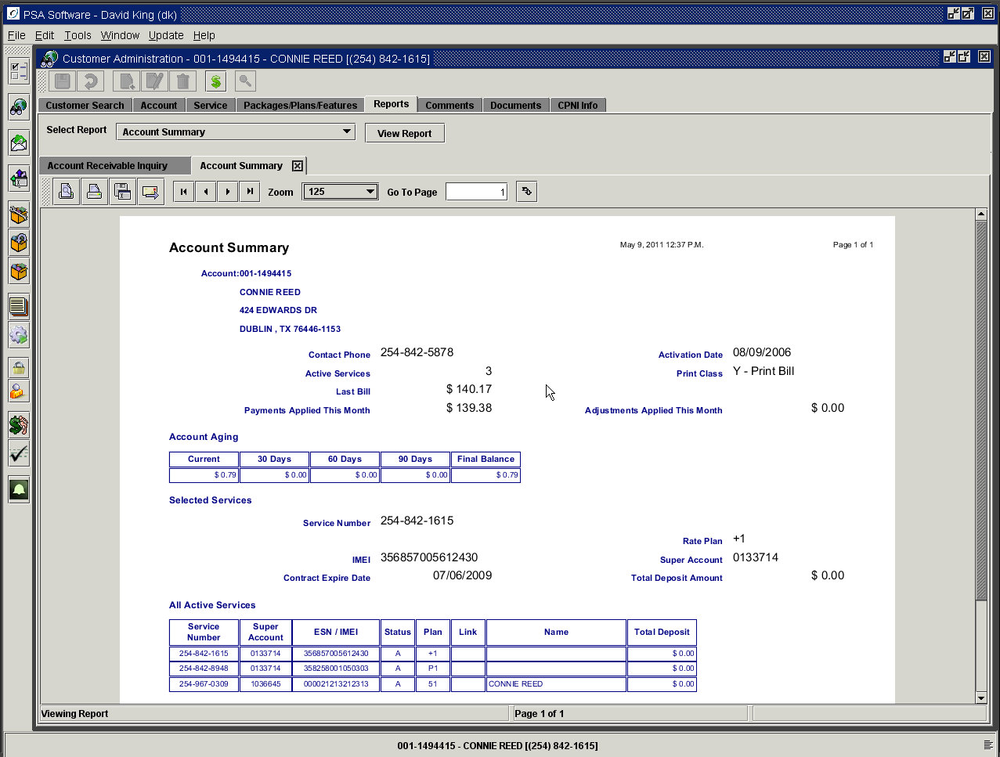 PSA Software - David King (dk)
File Edit Tools Window Update Help
Customer Administration - 001-1494415 - CONNIE REED [(254) 842-1615]
Customer Search Account Service Packages/Plans/Features Reports Comments Documents CPNI Info
Select Report Account Summary View Report
Account Receivable Inquiry Account Summary
Zoom 125 Go To Page 1
Account Summary May 9, 2011 12:37 P.M. Page 1 of 1
Account:001-1494415
CONNIE REED
424 EDWARDS DR
DUBLIN , TX 76446-1153
Contact Phone 254-842-5878 Activation Date 08/09/2006
Active Services 3 Print Class Y - Print Bill
Last Bill $ 140.17
Payments Applied This Month $ 139.38 Adjustments Applied This Month $ 0.00
Account Aging
Current 30 Days 60 Days 90 Days Final Balance
$ 0.79 $ 0.00 $ 0.00 $ 0.00 $ 0.79
Selected Services
Service Number 254-842-1615
Rate Plan +1
IMEI 356857005612430 Super Account 0133714
Contract Expire Date 07/06/2009 Total Deposit Amount $ 0.00
All Active Services
Service Number Super Account ESN / IMEI Status Plan Link Name Total Deposit
254-842-1615 0133714 356857005612430 A +1 $ 0.00
254-842-8948 0133714 358258001050303 A P1 $ 0.00
254-967-0309 1036645 000021213212313 A 51 CONNIE REED $ 0.00
Viewing Report Page 1 of 1
001-1494415 - CONNIE REED [(254) 842-1615]